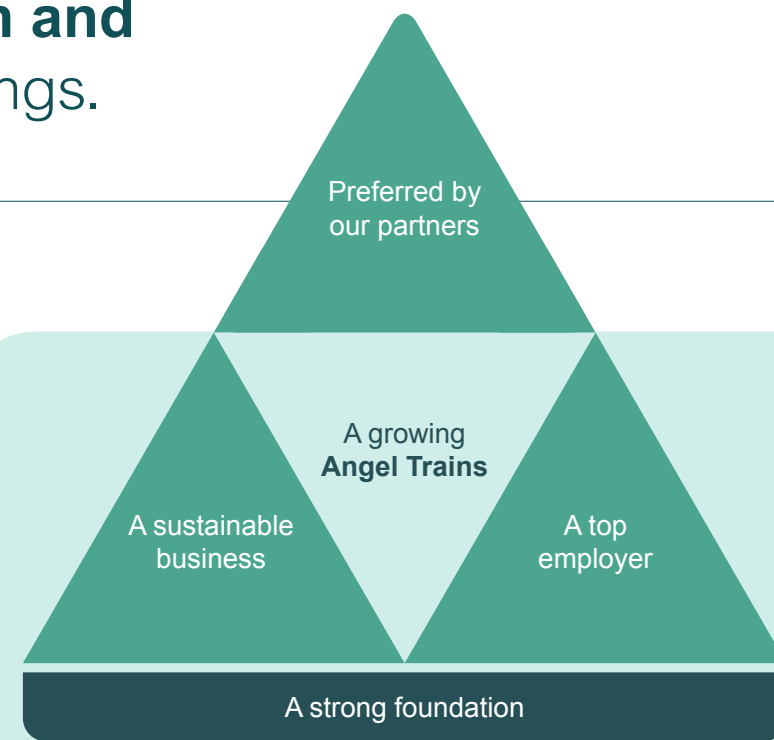 and
ngs.
Preferred by
our partners
A growing
Angel Trains
A sustainable
business
A top
employer
A strong foundation